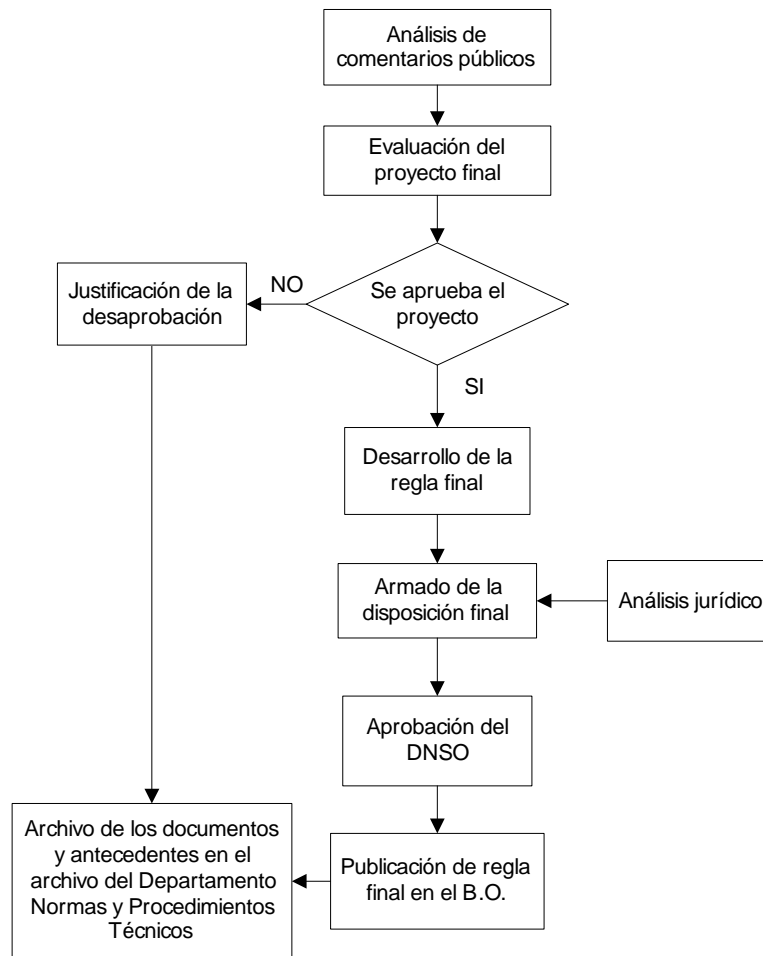 Análisis de
comentarios públicos
Evaluación del
proyecto final
Se aprueba el
proyecto
NO
Justificación de la
desaprobación
SI
Desarrollo de la
regla final
Armado de la
disposición final
Análisis jurídico
Aprobación del
DNSO
Publicación de regla
final en el B.O.
Archivo de los documentos
y antecedentes en el
archivo del Departamento
Normas y Procedimientos
Técnicos